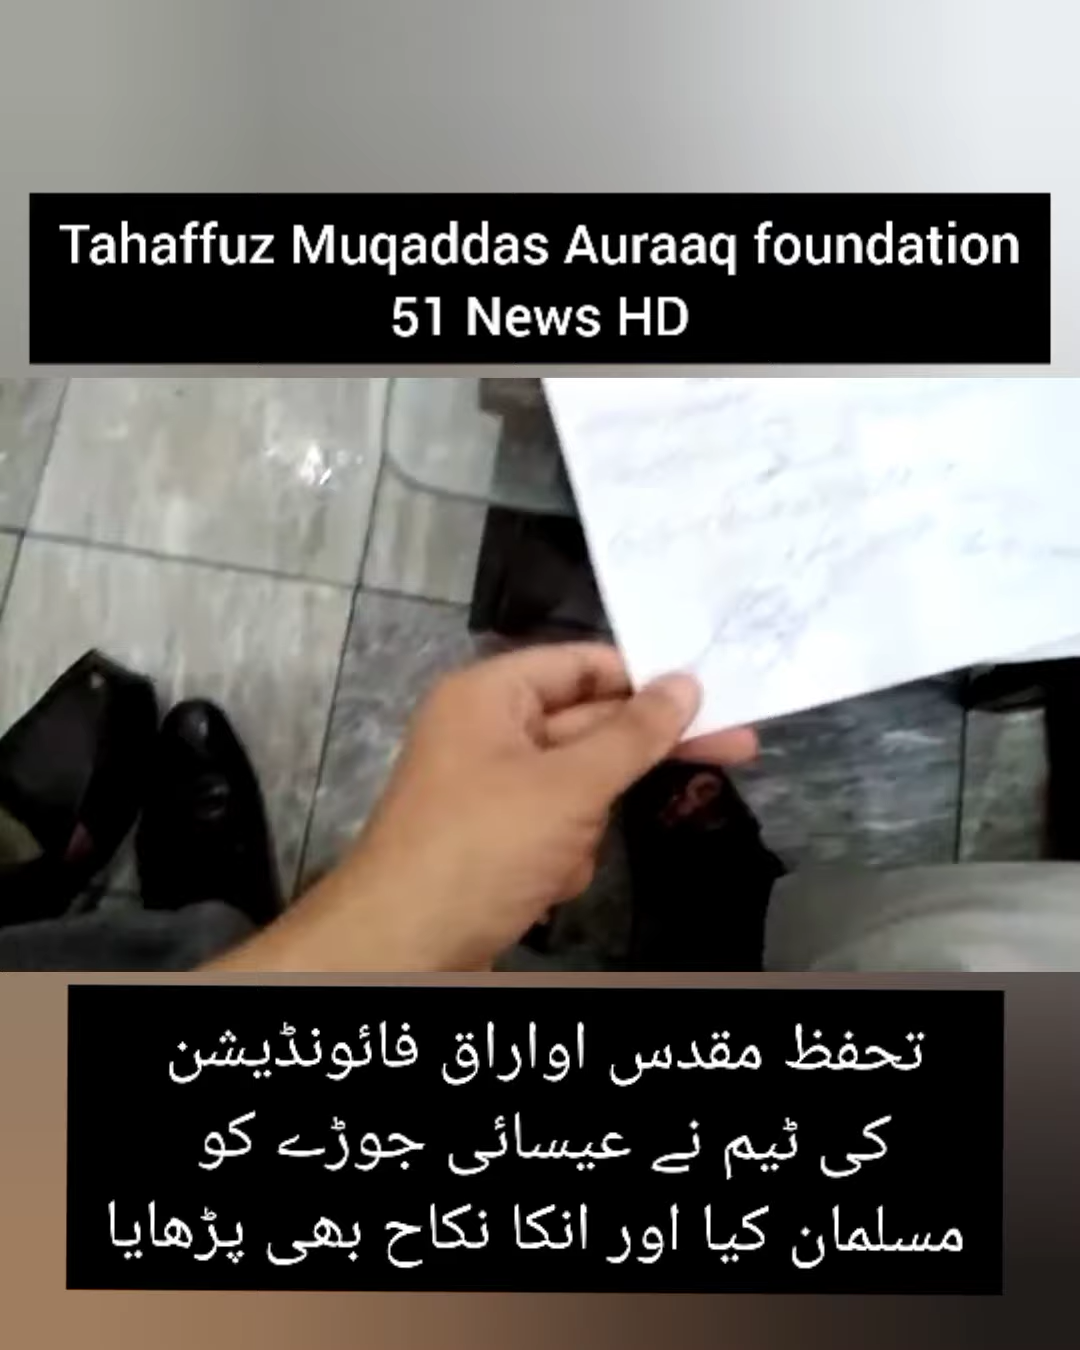 Tahaffuz Muqaddas Auraaq foundation
51 News HD
تحفظ مقدس اواراق فائونڈیشن
کی ٹیم نے عیسائی جوڑے کو
مسلمان کیا اور انکا نکاح بھی پڑھایا